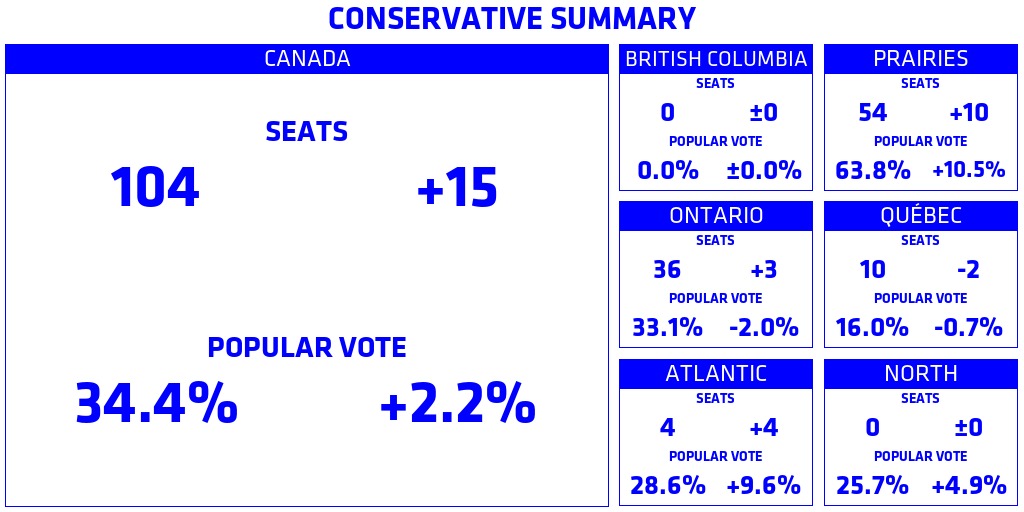 CONSERVATIVE SUMMARY
CANADA
SEATS
104 +15
POPULAR VOTE
34.4% +2.2%
BRITISH COLUMBIA
SEATS
0 ±0
POPULAR VOTE
0.0% ±0.0%
PRAIRIES
SEATS
54 +10
POPULAR VOTE
63.8% +10.5%
ONTARIO
SEATS
36 +3
POPULAR VOTE
33.1% -2.0%
QUÉBEC
SEATS
10 -2
POPULAR VOTE
16.0% -0.7%
ATLANTIC
SEATS
4 +4
POPULAR VOTE
28.6% +9.6%
NORTH
SEATS
0 ±0
POPULAR VOTE
25.7% +4.9%